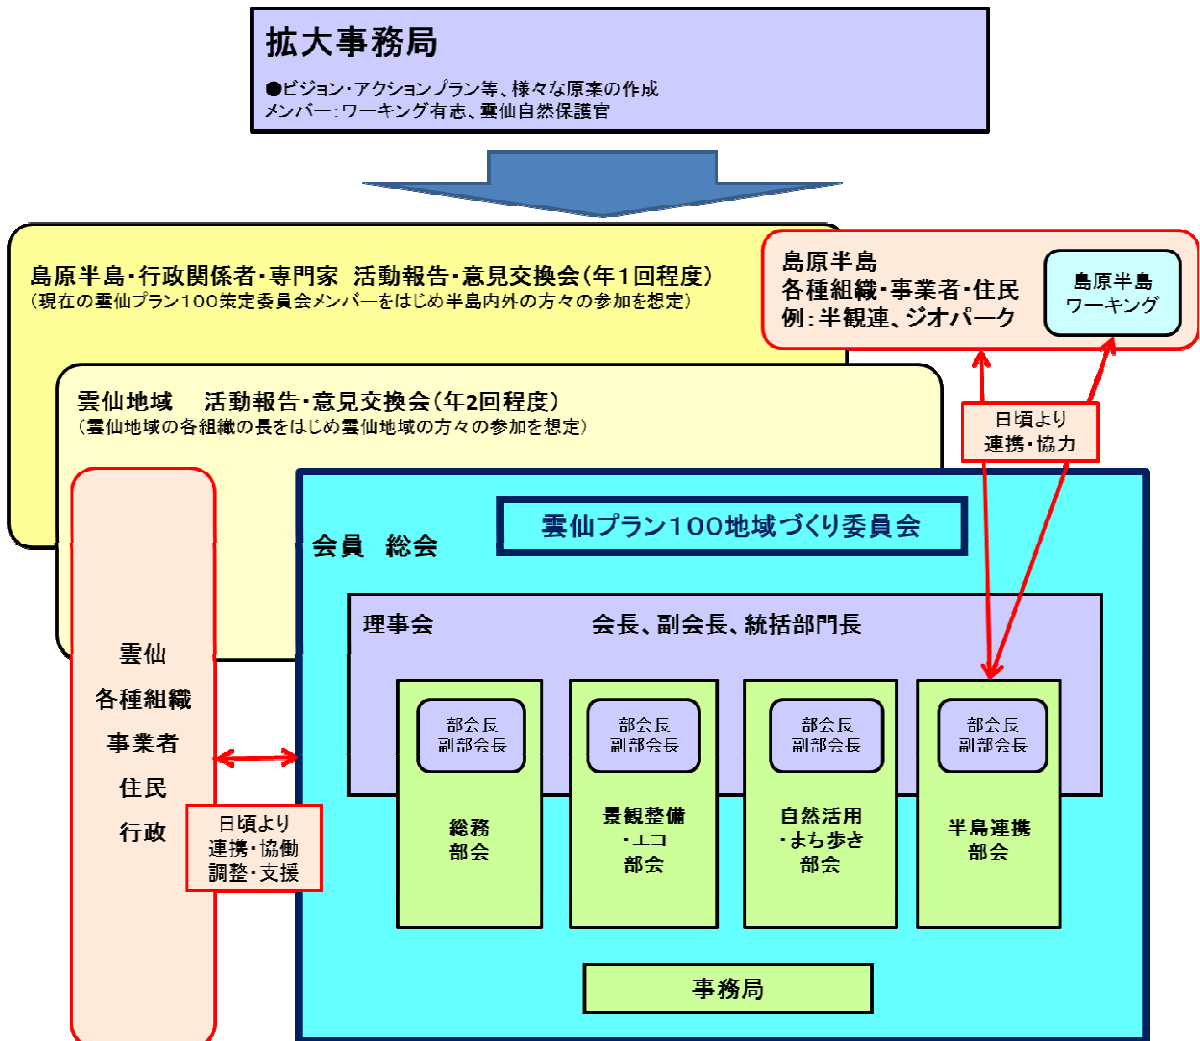 拡大事務局
●ビジョン・アクションプラン等、様々な原案の作成
メンバー：ワーキング有志、雲仙自然保護官
島原半島・行政関係者・専門家 活動報告・意見交換会（年１回程度）
（現在の雲仙プラン１００策定委員会メンバーをはじめ半島内外の方々の参加を想定）
島原半島
各種組織・事業者・住民
例：半観連、ジオパーク
島原半島
ワーキング
雲仙地域 活動報告・意見交換会（年2回程度）
（雲仙地域の各組織の長をはじめ雲仙地域の方々の参加を想定）
日頃より
連携・協力
雲仙プラン１００地域づくり委員会
会員 総会
理事会
会長、副会長、統括部門長
雲仙
各種組織
事業者
住民
行政
日頃より
連携・協働
調整・支援
部会長
副部会長
総務
部会
部会長
副部会長
景観整備
・エコ
部会
部会長
副部会長
自然活用
・まち歩き
部会
部会長
副部会長
半島連携
部会
事務局